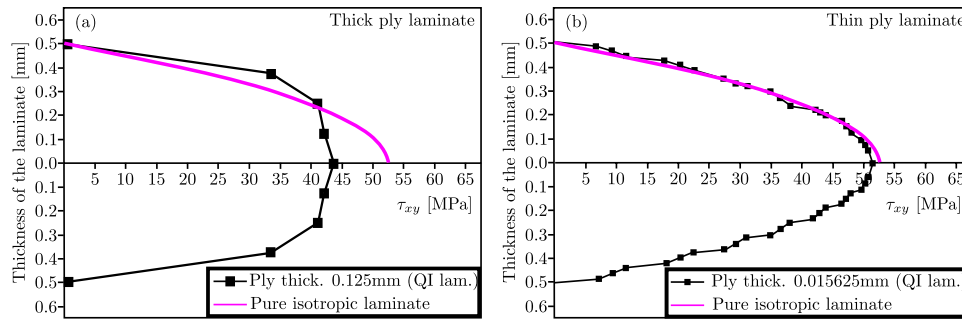 (a)
Thick ply laminate
Thickness of the laminate [mm]
0.6
0.5
0.4
0.3
0.2
0.1
0.0
0.1
0.2
0.3
0.4
0.5
0.6
5 10 15 20 25 30 35 40 45 50 55 60 65
τxy [MPa]
Ply thick. 0.125mm (QI lam.)
Pure isotropic laminate
(b)
Thin ply laminate
Thickness of the laminate [mm]
0.6
0.5
0.4
0.3
0.2
0.1
0.0
0.1
0.2
0.3
0.4
0.5
0.6
5 10 15 20 25 30 35 40 45 50 55 60 65
τxy [MPa]
Ply thick. 0.015625mm (QI lam.
Pure isotropic laminate